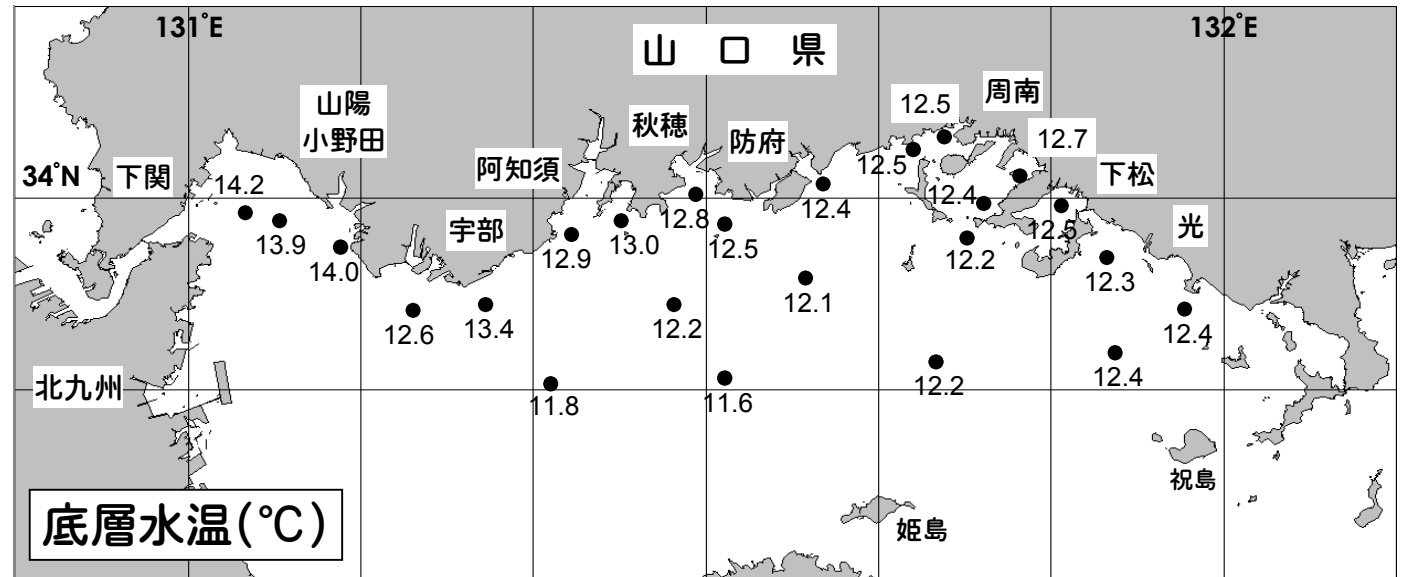 131°E
132°E
山 口 県
周南
12.5
山陽
小野田
秋穂
防府
12.7
12.5
下松
阿知須
34°N
下関
14.2
12.4
12.4
12.8
光
宇部
13.9
13.0
12.5
12.5
14.0
12.9
12.2
12.3
12.1
12.6
13.4
12.2
12.4
12.2
12.4
北九州
11.8
11.6
祝島
底層水温(℃)
姫島